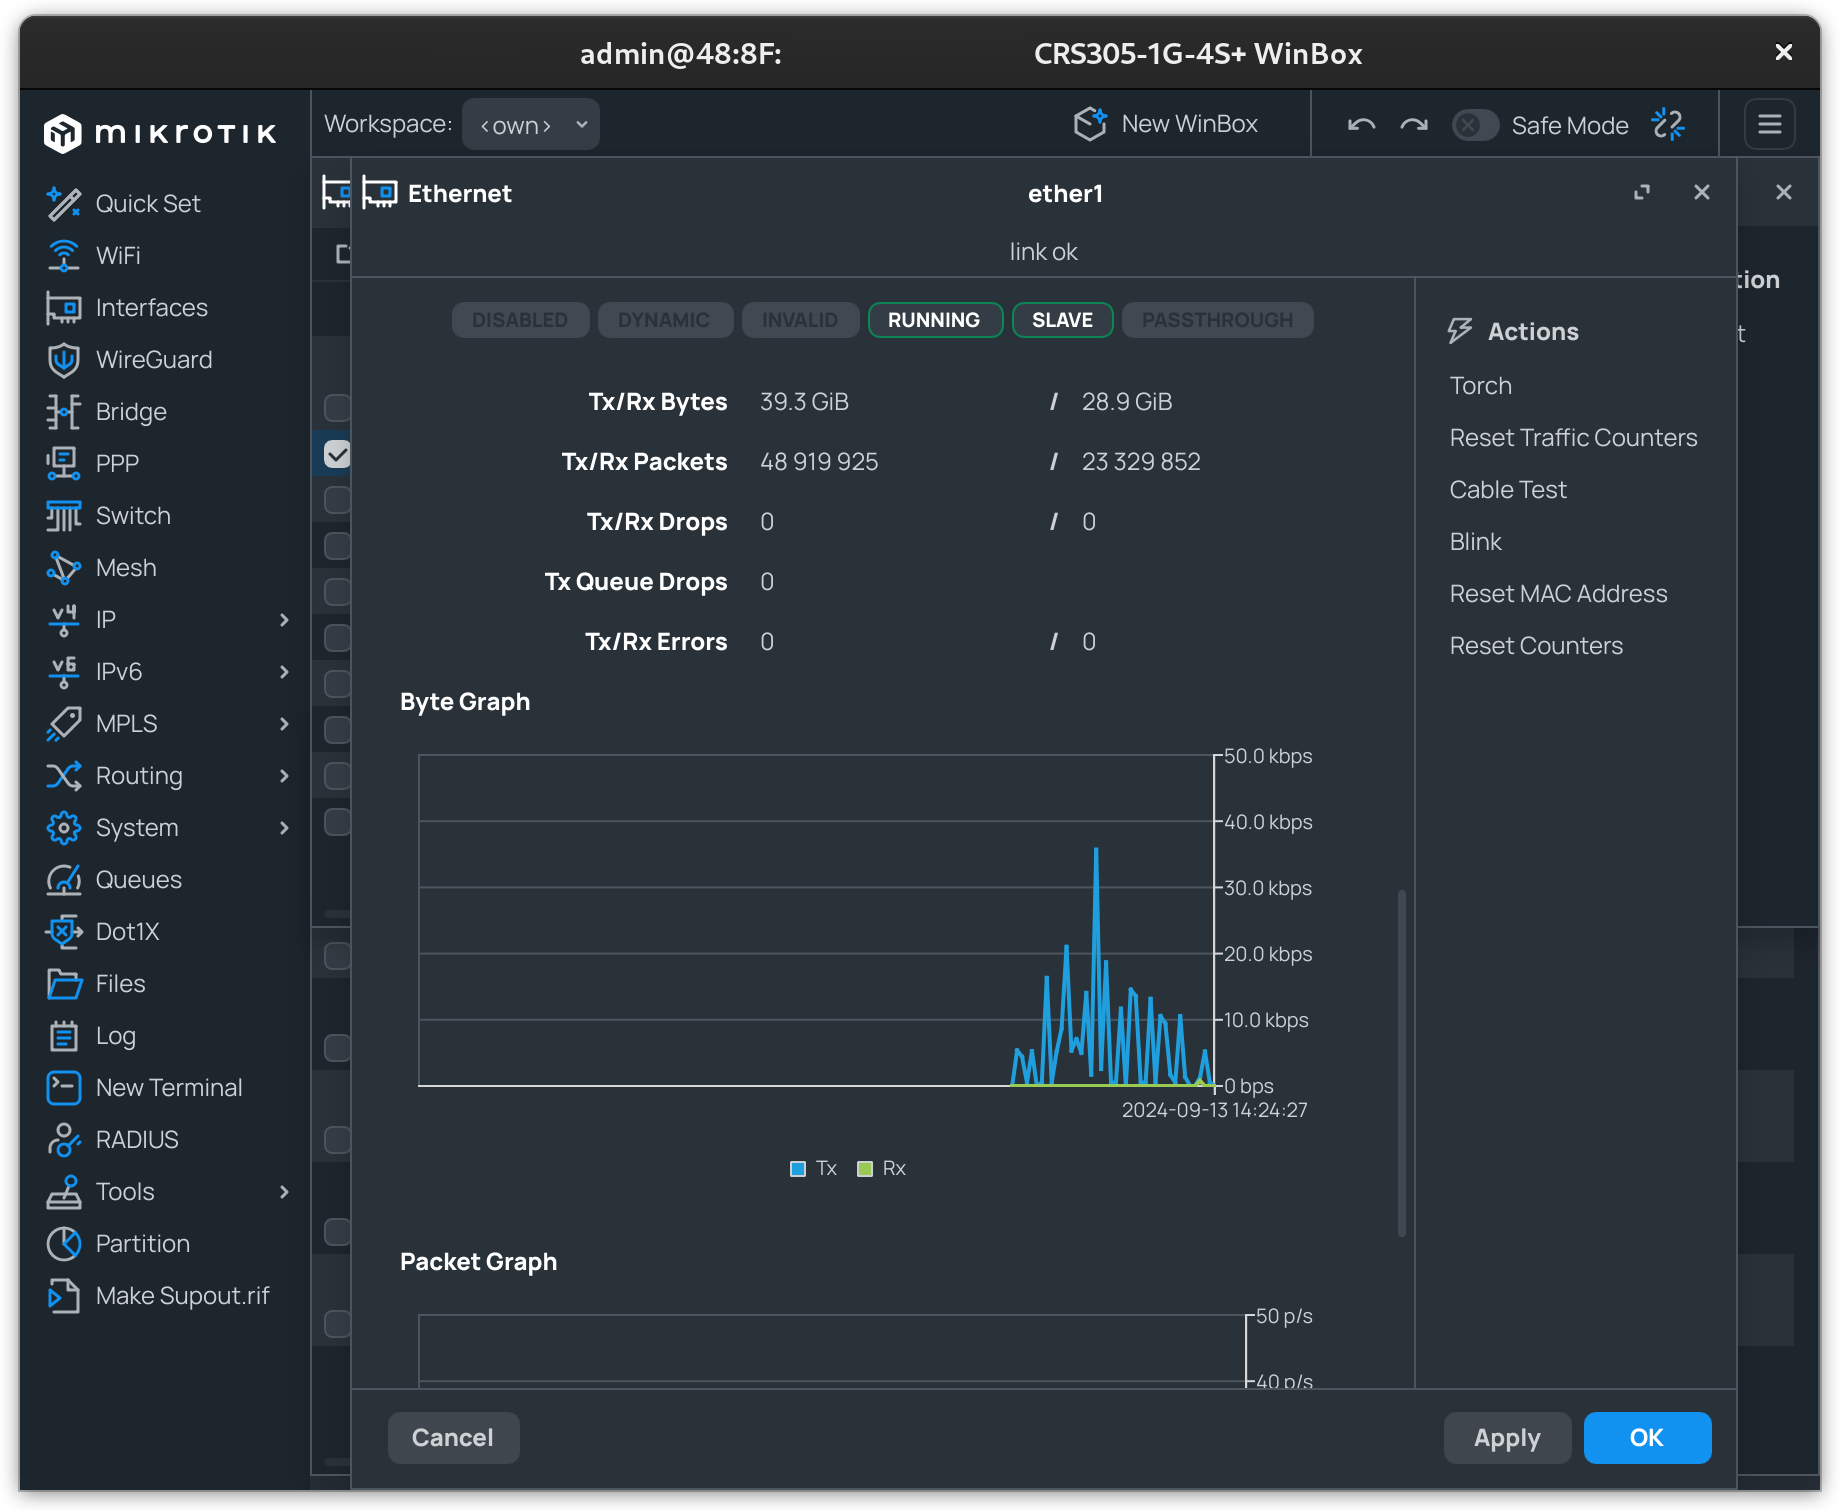 admin@48:8F: CRS305-1G-4S+ WinBox
MIKROTIK
Workspace: <own> New WinBox Safe Mode
Quick Set
WiFi
Interfaces
WireGuard
Bridge
PPP
Switch
Mesh
v4 IP
v6 IPv6
MPLS
Routing
System
Queues
Dot1X
Files
Log
New Terminal
RADIUS
Tools
Partition
Make Supout.rif
Ethernet ether1
link ok
DISABLED DYNAMIC INVALID RUNNING SLAVE PASSTHROUGH
Tx/Rx Bytes 39.3 GiB / 28.9 GiB
Tx/Rx Packets 48 919 925 / 23 329 852
Tx/Rx Drops 0 / 0
Tx Queue Drops 0
Tx/Rx Errors 0 / 0
Byte Graph
50.0 kbps
40.0 kbps
30.0 kbps
20.0 kbps
10.0 kbps
0 bps
2024-09-13 14:24:27
Tx Rx
Packet Graph
50 p/s
40 p/s
Actions
Torch
Reset Traffic Counters
Cable Test
Blink
Reset MAC Address
Reset Counters
tion
t
Cancel Apply OK